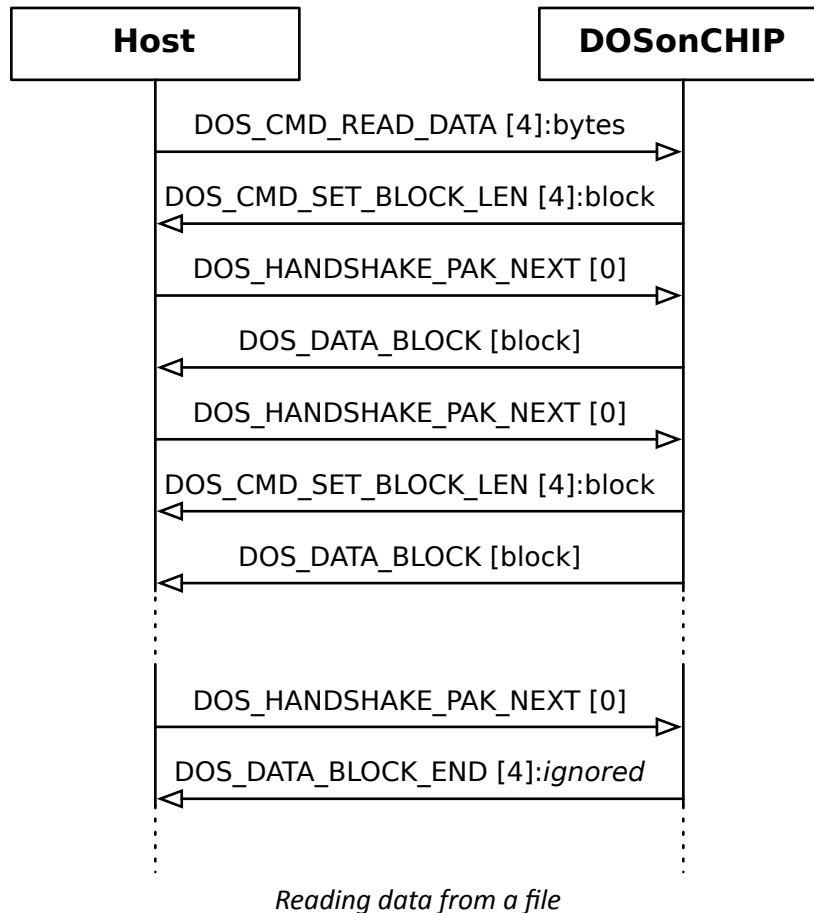 Host
DOSonCHIP
DOS_CMD_READ_DATA [4]:bytes
DOS_CMD_SET_BLOCK_LEN [4]:block
DOS_HANDSHAKE_PAK_NEXT [0]
DOS_DATA_BLOCK [block]
DOS_HANDSHAKE_PAK_NEXT [0]
DOS_CMD_SET_BLOCK_LEN [4]:block
DOS_DATA_BLOCK [block]
DOS_HANDSHAKE_PAK_NEXT [0]
DOS_DATA_BLOCK_END [4]:ignored
Reading data from a file